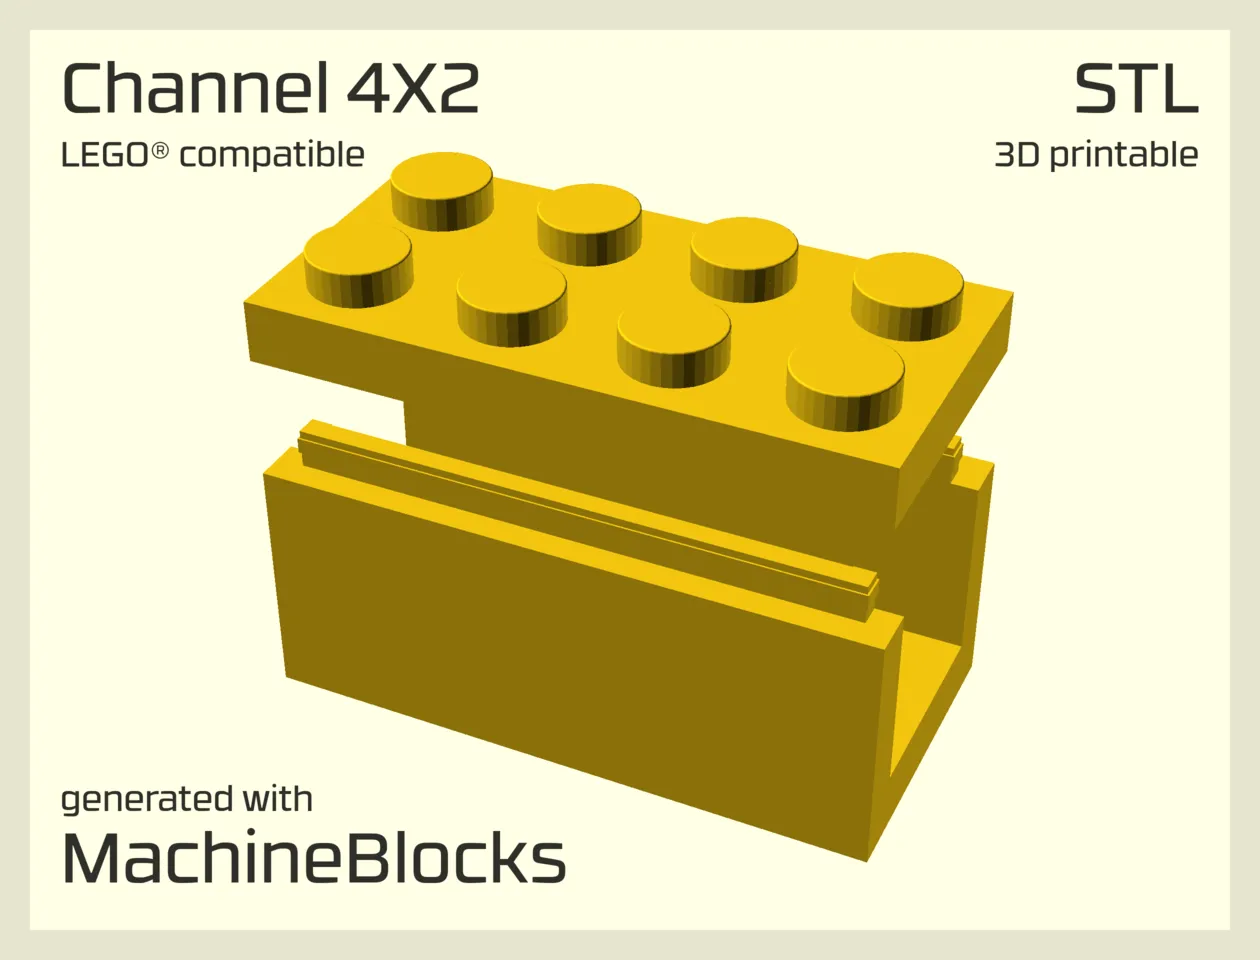 Channel 4X2
LEGO® compatible
STL
3D printable
generated with
MachineBlocks